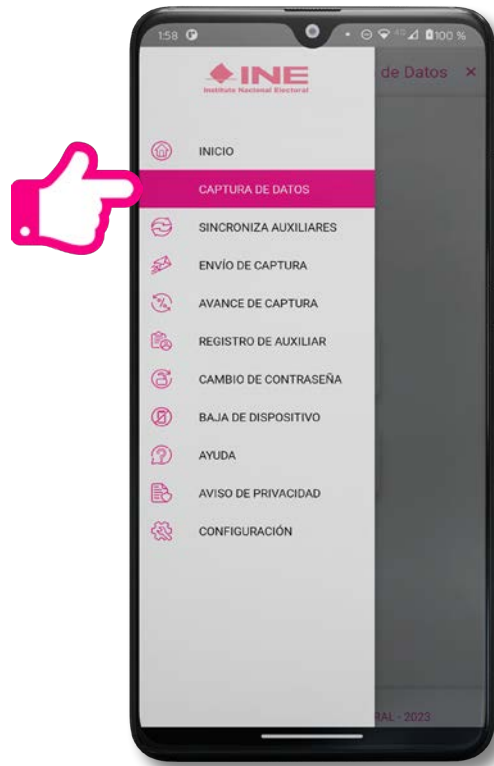 1:58
100 %
INE
Instituto Nacional Electoral
de Datos ×
INICIO
CAPTURA DE DATOS
SINCRONIZA AUXILIARES
ENVÍO DE CAPTURA
AVANCE DE CAPTURA
REGISTRO DE AUXILIAR
CAMBIO DE CONTRASEÑA
BAJA DE DISPOSITIVO
AYUDA
AVISO DE PRIVACIDAD
CONFIGURACIÓN
RAL - 2023